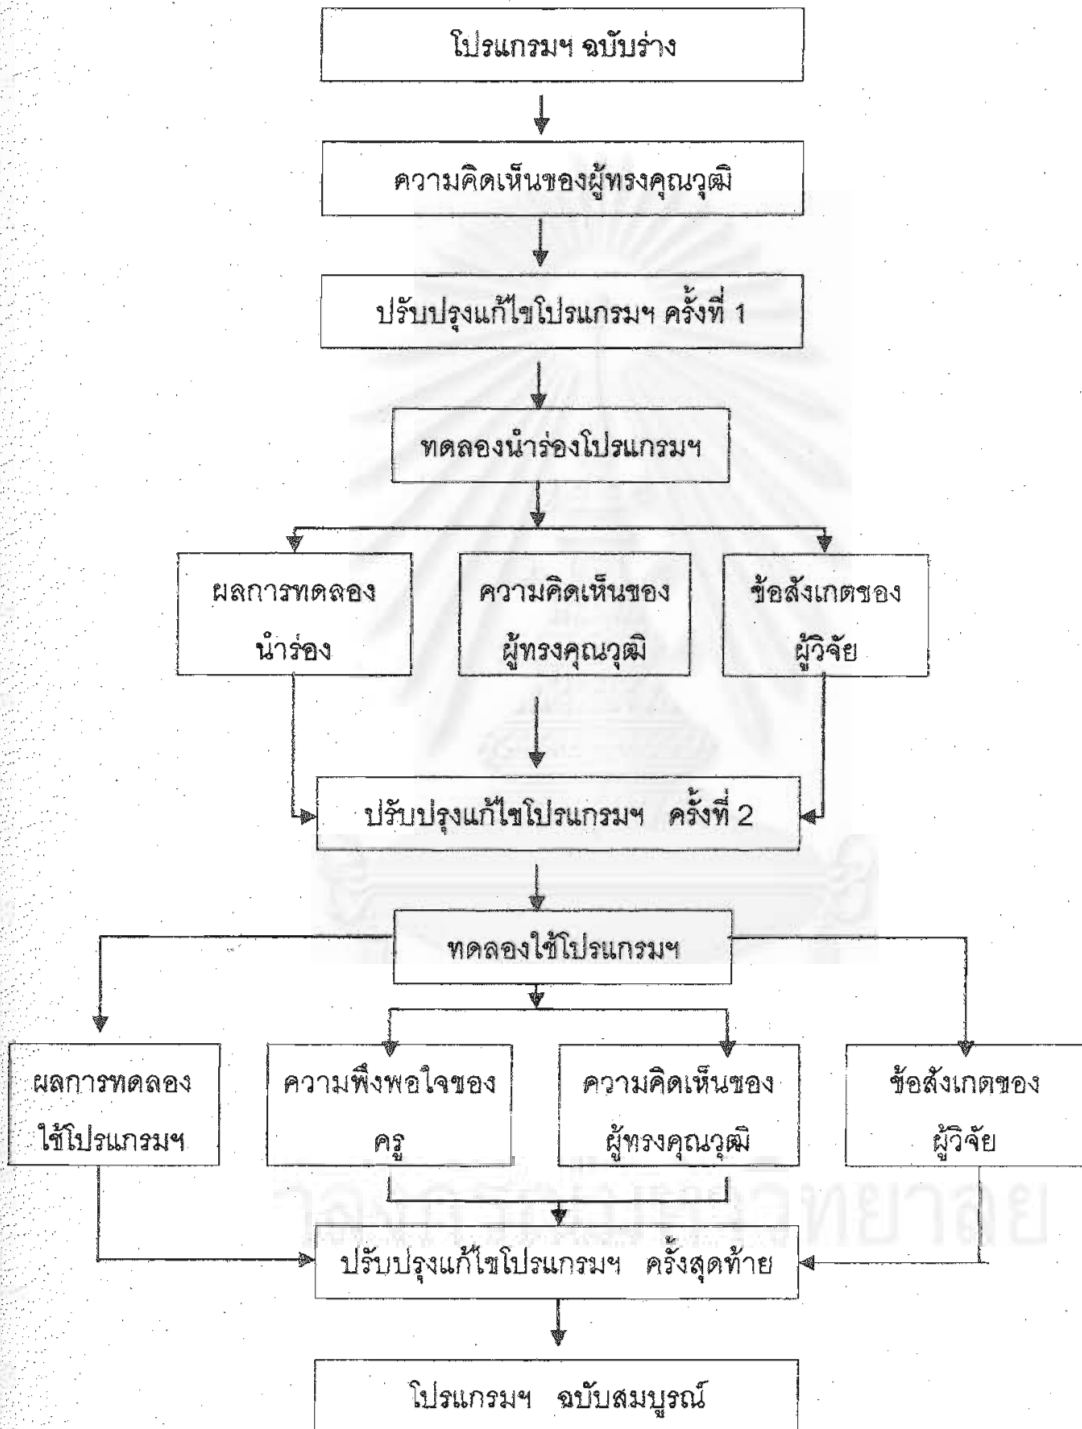 โปรแกรมฯ ฉบับร่าง
ความคิดเห็นของผู้ทรงคุณวุฒิ
ปรับปรุงแก้ไขโปรแกรมฯ ครั้งที่ 1
ทดลองนำร่องโปรแกรมฯ
ผลการทดลอง
นำร่อง
ความคิดเห็นของ
ผู้ทรงคุณวุฒิ
ข้อสังเกตของ
ผู้วิจัย
ปรับปรุงแก้ไขโปรแกรมฯ ครั้งที่ 2
ทดลองใช้โปรแกรมฯ
ผลการทดลอง
ใช้โปรแกรมฯ
ความพึงพอใจของ
ครู
ความคิดเห็นของ
ผู้ทรงคุณวุฒิ
ข้อสังเกตของ
ผู้วิจัย
ปรับปรุงแก้ไขโปรแกรมฯ ครั้งสุดท้าย
โปรแกรมฯ ฉบับสมบูรณ์